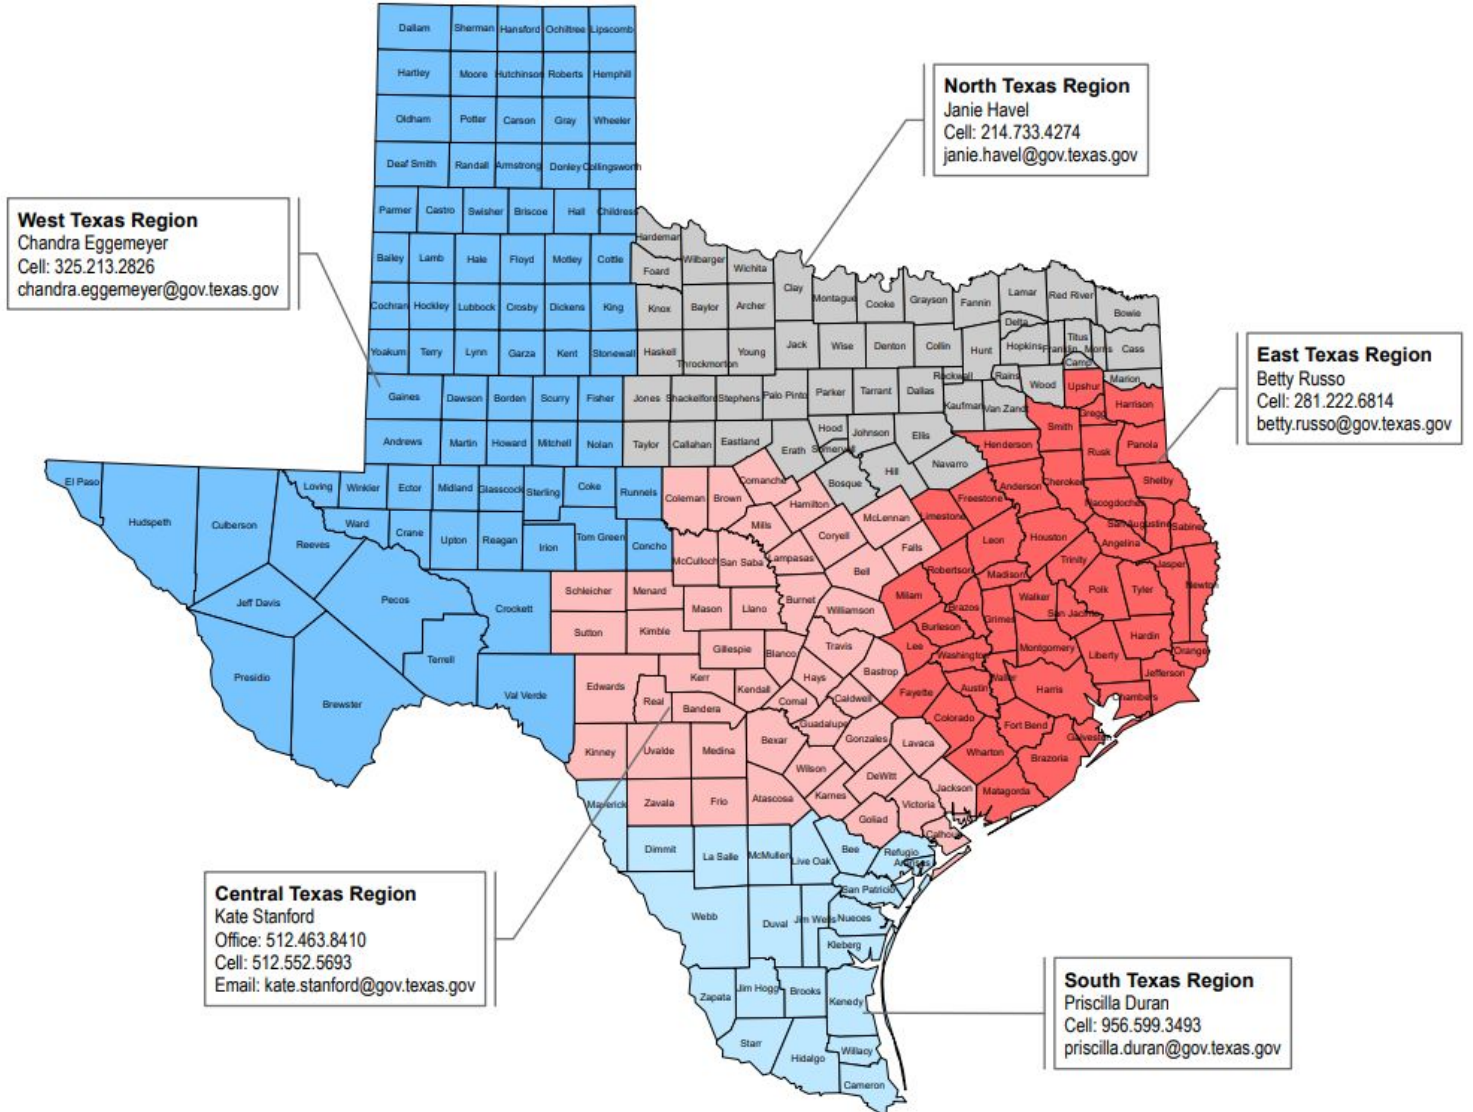 Dallam Sherman Hansford Ochiltree Lipscomb
Hartley Moore Hutchinson Roberts Hemphill
Oldham Potter Carson Gray Wheeler
Deaf Smith Randall Armstrong Donley Collingsworth
Parmer Castro Swisher Briscoe Hall Childress
Bailey Lamb Hale Floyd Motley Cottle
Cochran Hockley Lubbock Crosby Dickens King
Yoakum Terry Lynn Garza Kent Stonewall
Gaines Dawson Borden Scurry Fisher
Andrews Martin Howard Mitchell Nolan
El Paso Hudspeth Culberson Reeves Loving Winkler Ector Midland Glasscock Sterling Coke Runnels
Ward Crane Upton Reagan Irion Tom Green Concho
Jeff Davis Pecos Crockett
Presidio Brewster Terrell Val Verde
West Texas Region
Chandra Eggemeyer
Cell: 325.213.2826
chandra.eggemeyer@gov.texas.gov
North Texas Region
Janie Havel
Cell: 214.733.4274
janie.havel@gov.texas.gov
Hardeman Foard Wilbarger Wichita Clay Montague Cooke Grayson Fannin Lamar Red River Bowie
Knox Baylor Archer Delta Titus
Haskell Throckmorton Young Jack Wise Denton Collin Hunt Hopkins Franklin Morris Cass
Camp Rockwall Rains Wood Marion
Jones Shackelford Stephens Palo Pinto Parker Tarrant Dallas Kaufman Van Zandt
Taylor Callahan Eastland Erath Hood Somervell Johnson Ellis
Bosque Hill Navarro
East Texas Region
Betty Russo
Cell: 281.222.6814
betty.russo@gov.texas.gov
Upshur Harrison Gregg Smith Henderson Rusk Panola
Anderson Cherokee Shelby Freestone Nacogdoches
Limestone Leon Houston San Augustine Sabine Angelina
Robertson Madison Trinity Jasper Newton
Milam Brazos Walker Polk Tyler
Burleson Grimes San Jacinto Hardin
Lee Washington Montgomery Liberty Orange
Fayette Austin Waller Harris Chambers Jefferson
Colorado Fort Bend Galveston
Wharton Brazoria
Matagorda
Coleman Brown Comanche Hamilton McLennan
Mills Coryell Falls
McCulloch San Saba Lampasas Bell
Schleicher Menard Mason Llano Burnet Williamson
Sutton Kimble Gillespie Blanco Travis Bastrop
Edwards Real Kerr Bandera Kendall Hays Comal Caldwell
Kinney Uvalde Medina Bexar Guadalupe Gonzales Lavaca
Zavala Frio Atascosa Wilson Karnes DeWitt Victoria Jackson
Goliad Calhoun
Central Texas Region
Kate Stanford
Office: 512.463.8410
Cell: 512.552.5693
Email: kate.stanford@gov.texas.gov
Maverick
Dimmit La Salle McMullen Live Oak Bee Refugio Aransas
San Patricio
Webb Duval Jim Wells Nueces
Kleberg
Zapata Jim Hogg Brooks Kenedy
Starr Hidalgo Willacy
Cameron
South Texas Region
Priscilla Duran
Cell: 956.599.3493
priscilla.duran@gov.texas.gov